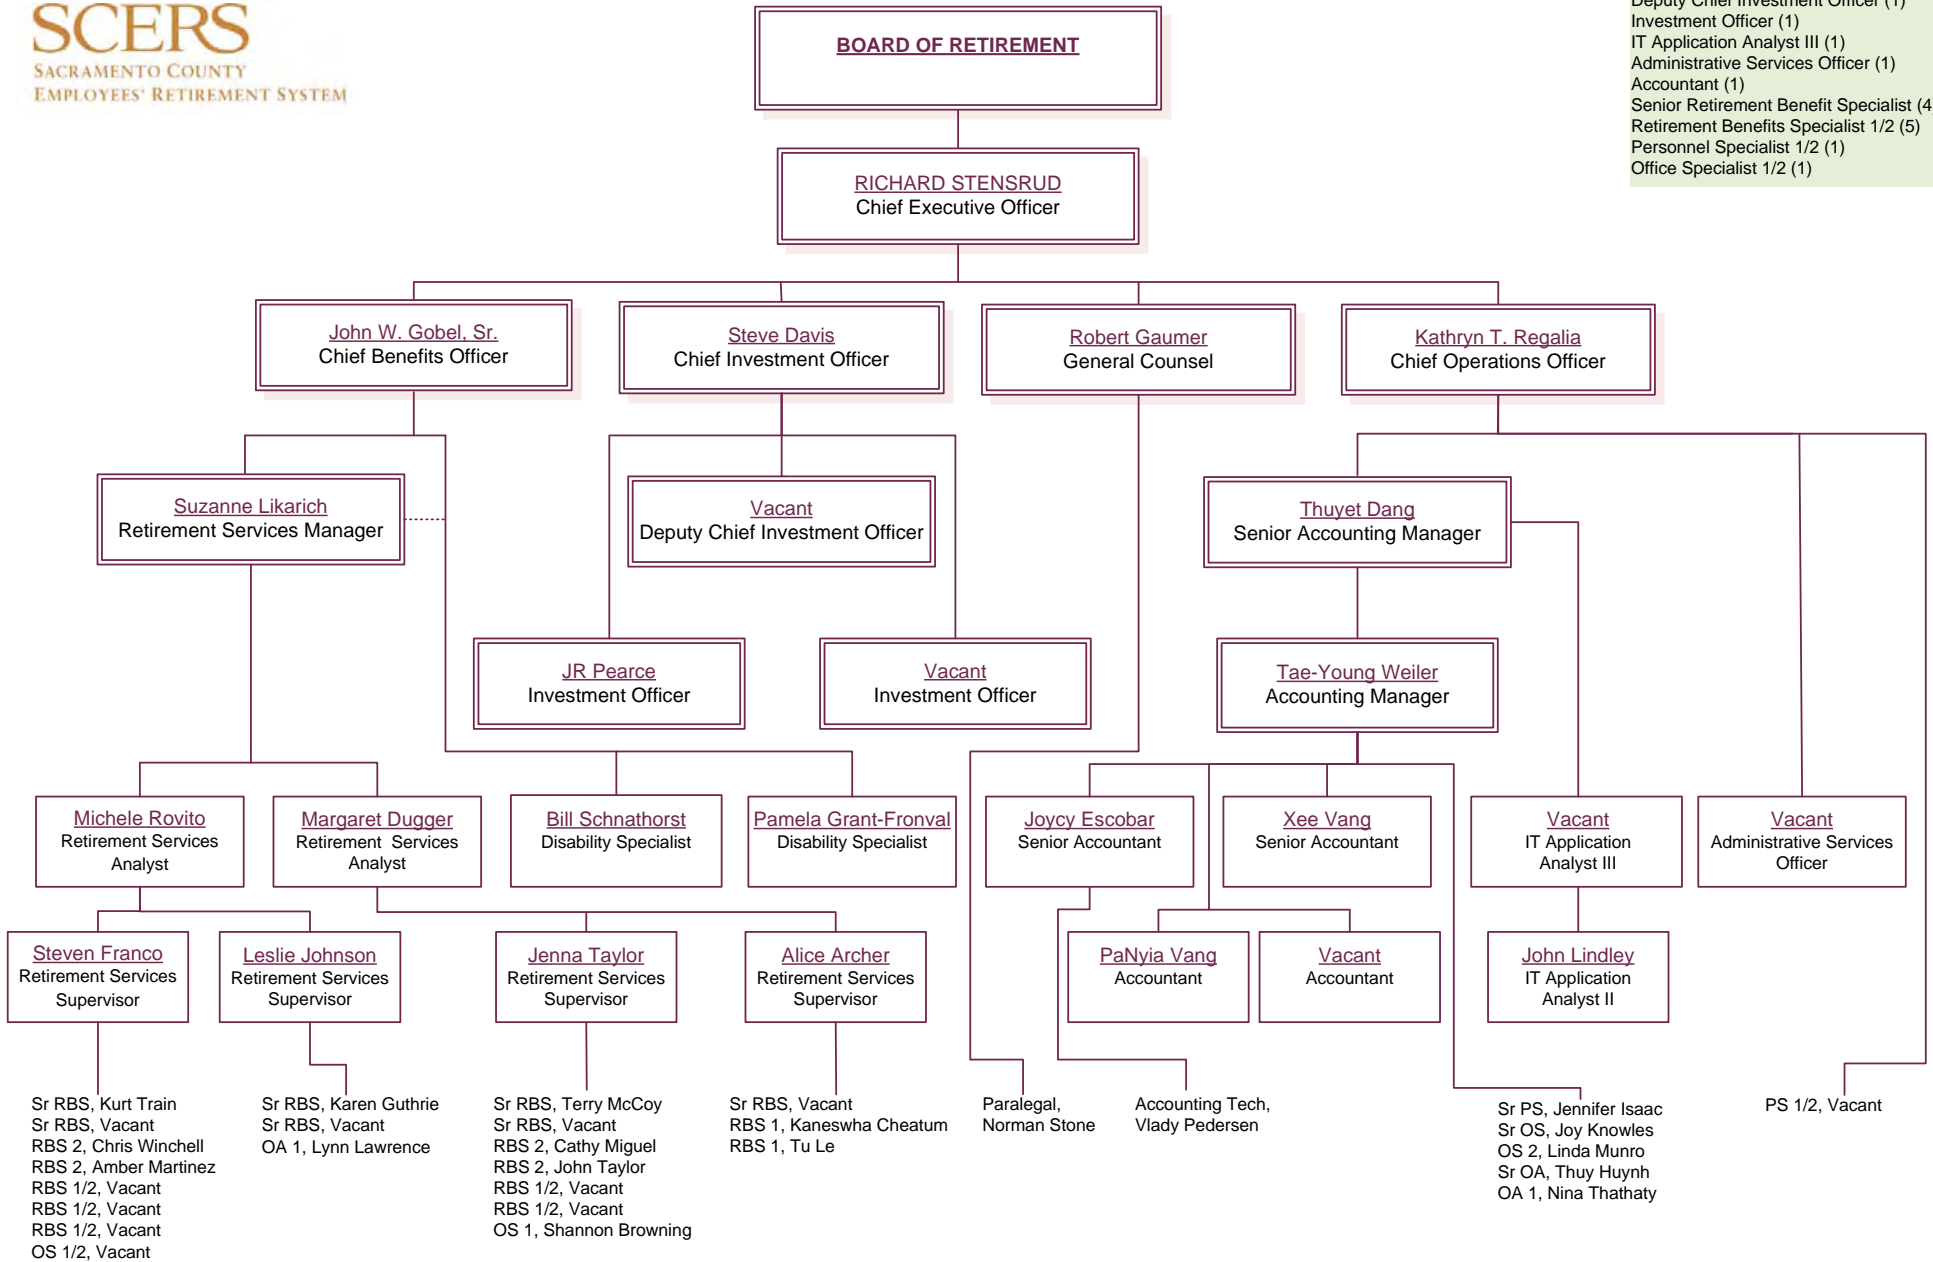 SCERS
SACRAMENTO COUNTY
EMPLOYEES' RETIREMENT SYSTEM
BOARD OF RETIREMENT
Deputy Chief Investment Officer (1)
Investment Officer (1)
IT Application Analyst III (1)
Administrative Services Officer (1)
Accountant (1)
Senior Retirement Benefit Specialist (4
Retirement Benefits Specialist 1/2 (5)
Personnel Specialist 1/2 (1)
Office Specialist 1/2 (1)
RICHARD STENSRUD
Chief Executive Officer
John W. Gobel, Sr.
Chief Benefits Officer
Steve Davis
Chief Investment Officer
Robert Gaumer
General Counsel
Kathryn T. Regalia
Chief Operations Officer
Suzanne Likarich
Retirement Services Manager
Vacant
Deputy Chief Investment Officer
Thuyet Dang
Senior Accounting Manager
JR Pearce
Investment Officer
Vacant
Investment Officer
Tae-Young Weiler
Accounting Manager
Michele Rovito
Retirement Services
Analyst
Margaret Dugger
Retirement Services
Analyst
Bill Schnathorst
Disability Specialist
Pamela Grant-Fronval
Disability Specialist
Joycy Escobar
Senior Accountant
Xee Vang
Senior Accountant
Vacant
IT Application
Analyst III
Vacant
Administrative Services
Officer
Steven Franco
Retirement Services
Supervisor
Leslie Johnson
Retirement Services
Supervisor
Jenna Taylor
Retirement Services
Supervisor
Alice Archer
Retirement Services
Supervisor
PaNyia Vang
Accountant
Vacant
Accountant
John Lindley
IT Application
Analyst II
Sr RBS, Kurt Train
Sr RBS, Vacant
RBS 2, Chris Winchell
RBS 2, Amber Martinez
RBS 1/2, Vacant
RBS 1/2, Vacant
RBS 1/2, Vacant
OS 1/2, Vacant
Sr RBS, Karen Guthrie
Sr RBS, Vacant
OA 1, Lynn Lawrence
Sr RBS, Terry McCoy
Sr RBS, Vacant
RBS 2, Cathy Miguel
RBS 2, John Taylor
RBS 1/2, Vacant
RBS 1/2, Vacant
OS 1, Shannon Browning
Sr RBS, Vacant
RBS 1, Kaneswha Cheatum
RBS 1, Tu Le
Paralegal,
Norman Stone
Accounting Tech,
Vlady Pedersen
Sr PS, Jennifer Isaac
Sr OS, Joy Knowles
OS 2, Linda Munro
Sr OA, Thuy Huynh
OA 1, Nina Thathaty
PS 1/2, Vacant